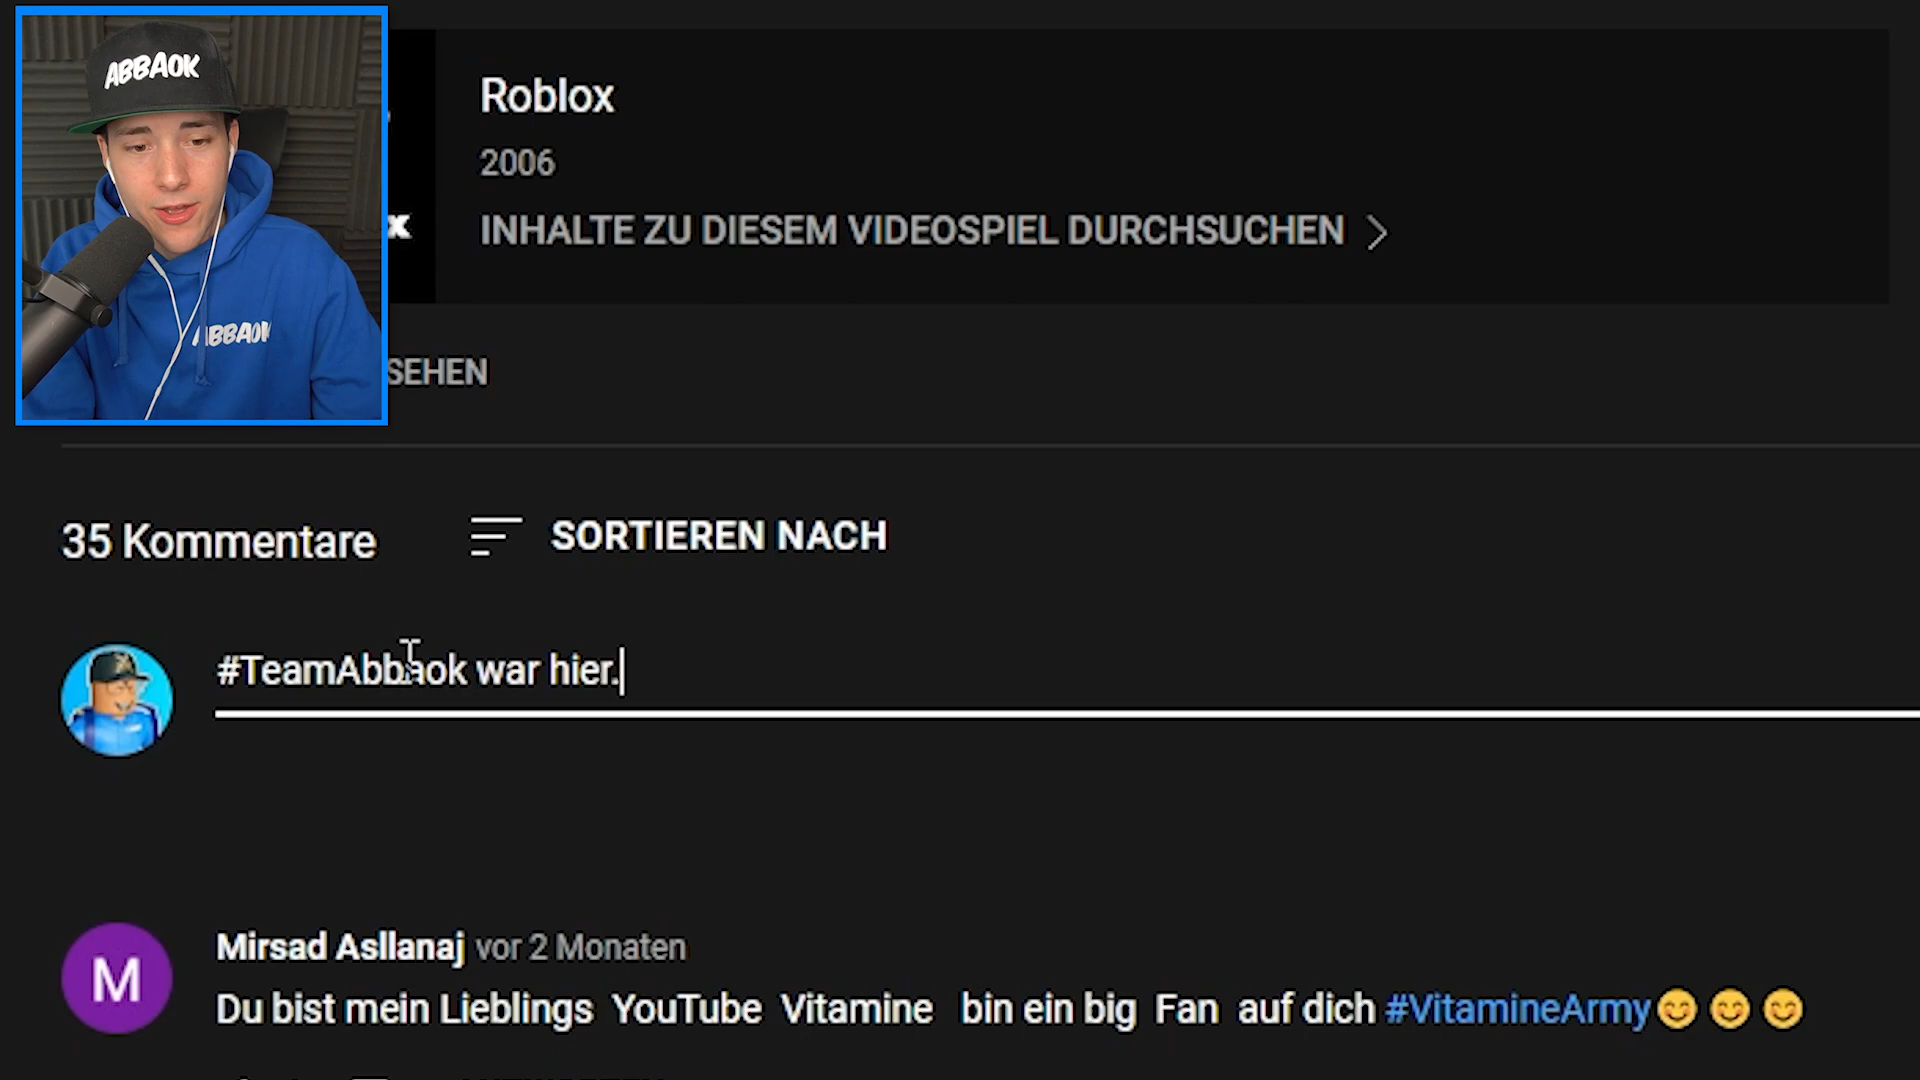 ABBAOK
ABBAOK
x
Roblox
2006
INHALTE ZU DIESEM VIDEOSPIEL DURCHSUCHEN
SEHEN
35 Kommentare
SORTIEREN NACH
#TeamAbbaok war hier.
M
Mirsad Asllanaj vor 2 Monaten
Du bist mein Lieblings YouTube Vitamine bin ein big Fan auf dich #VitamineArmy😊😊😊